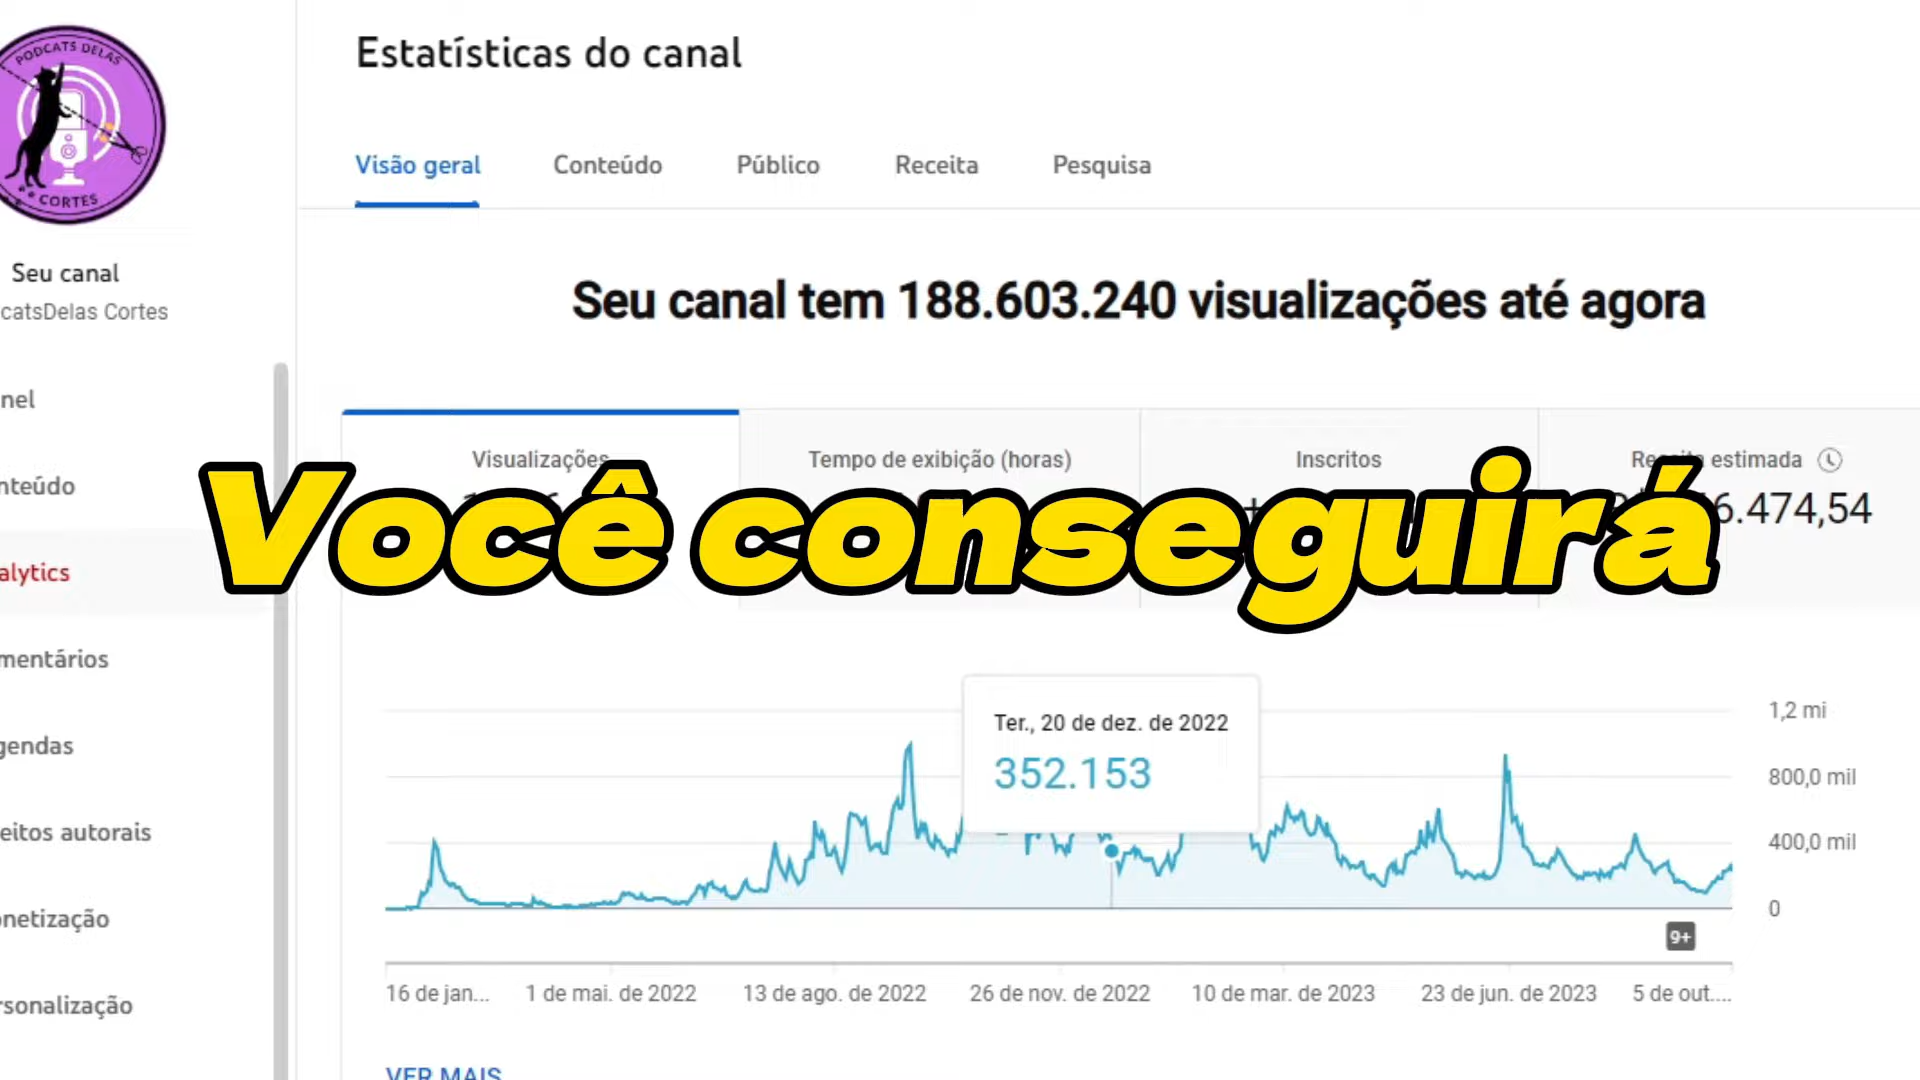 PODCATS DELAS
CORTES
Seu canal
catsDelas Cortes
nel
nteúdo
alytics
mentários
gendas
eitos autorais
onetização
rsonalização
Estatísticas do canal
Visão geral Conteúdo Público Receita Pesquisa
Seu canal tem 188.603.240 visualizações até agora
Visualizações Tempo de exibição (horas) Inscritos estimada
6.474,54
Você conseguirá
Ter., 20 de dez. de 2022
352.153
1,2 mi
800,0 mil
400,0 mil
0
9+
16 de jan... 1 de mai. de 2022 13 de ago. de 2022 26 de nov. de 2022 10 de mar. de 2023 23 de jun. de 2023 5 de out....
VER MAIS